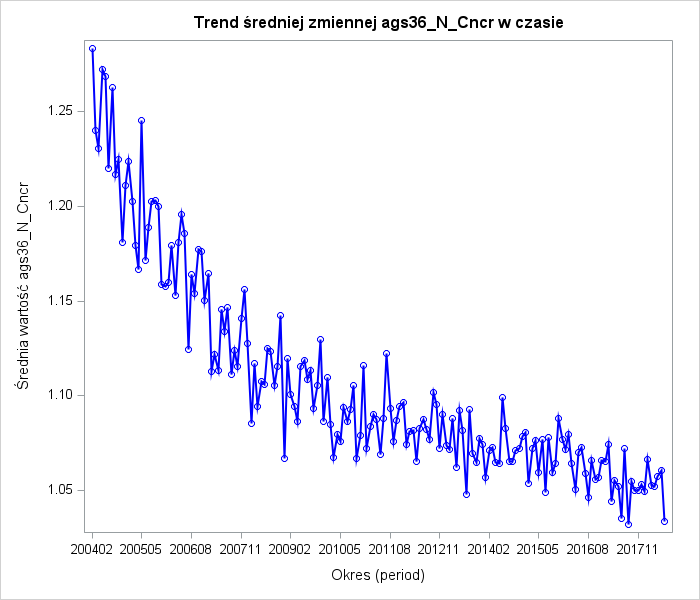 Trend średniej zmiennej ags36_N_Cncr w czasie
1.25
1.20
1.15
1.10
1.05
Średnia wartość ags36_N_Cncr
200402 200505 200608 200711 200902 201005 201108 201211 201402 201505 201608 201711
Okres (period)